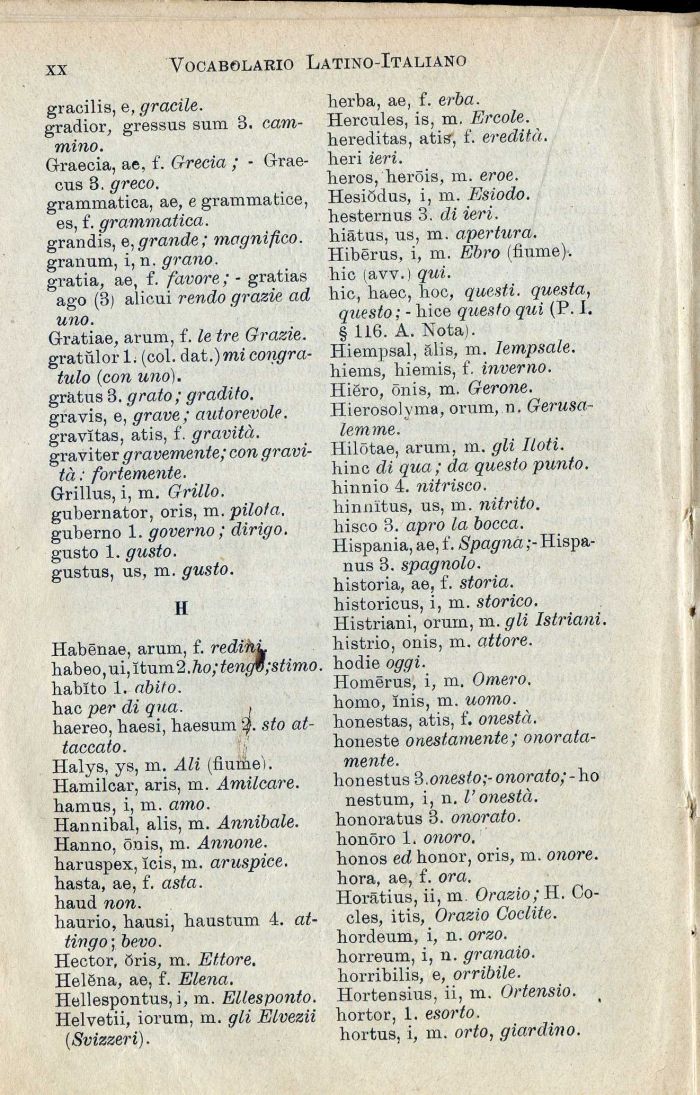 xx
Vocabolario Latino-Italiano
gracilis, e, gracile.
gradior, gressus sum 3. cam-
mino.
Graecia, ae, f. Grecia ; - Grae-
cus 3. greco.
grammatica, ae, e grammatice,
es, f. grammatica.
grandis, e, grande ; magnifico.
granum, i, n. grano.
gratia, ae, f. favore ; - gratias
ago (3) alicui rendo grazie ad
uno.
Gratiae, arum, f. le tre Grazie.
gratŭlor 1. (col. dat.) mi congra-
tulo (con uno).
grātus 3. grato ; gradito.
gravis, e, grave ; autorevole.
gravĭtas, atis, f. gravità.
graviter gravemente; con gravi-
tà : fortemente.
Grillus, i, m. Grillo.
gubernator, oris, m. pilota.
guberno 1. governo ; dirigo.
gusto 1. gusto.
gustus, us, m. gusto.
H
Habēnae, arum, f. redini.
habeo, ui, ĭtum 2. ho; tengo; stimo.
habĭto 1. abito.
hac per di qua.
haereo, haesi, haesum 2. sto at-
taccato.
Halys, ys, m. Ali (fiume).
Hamilcar, aris, m. Amilcare.
hamus, i, m. amo.
Hannibal, alis, m. Annibale.
Hanno, ōnis, m. Annone.
haruspex, ĭcis, m. aruspice.
hasta, ae, f. asta.
haud non.
haurio, hausi, haustum 4. at-
tingo ; bevo.
Hector, ŏris, m. Ettore.
Helĕna, ae, f. Elena.
Hellespontus, i, m. Ellesponto.
Helvetii, iorum, m. gli Elvezii
(Svizzeri).
herba, ae, f. erba.
Hercules, is, m. Ercole.
hereditas, atis, f. eredità.
heri ieri.
heros, herōis, m. eroe.
Hesiŏdus, i, m. Esiodo.
hesternus 3. di ieri.
hiātus, us, m. apertura.
Hibērus, i, m. Ebro (fiume).
hic (avv.) qui.
hic, haec, hoc, questi. questa,
questo ; - hice questo qui (P. I.
§ 116. A. Nota).
Hiempsal, ălis, m. Iempsale.
hiems, hiemis, f. inverno.
Hiĕro, ōnis, m. Gerone.
Hierosolyma, orum, n. Gerusa-
lemme.
Hilōtae, arum, m. gli Iloti.
hinc di qua ; da questo punto.
hinnio 4. nitrisco.
hinnītus, us, m. nitrito.
hisco 3. apro la bocca.
Hispania, ae, f. Spagna ;- Hispa-
nus 3. spagnolo.
historia, ae, f. storia.
historicus, i, m. storico.
Histriani, orum, m. gli Istriani.
histrio, onis, m. attore.
hodie oggi.
Homērus, i, m. Omero.
homo, ĭnis, m. uomo.
honestas, atis, f. onestà.
honeste onestamente ; onorata-
mente.
honestus 3. onesto;- onorato; - ho
nestum, i, n. l' onestà.
honoratus 3. onorato.
honōro 1. onoro.
honos ed honor, oris, m. onore.
hora, ae, f. ora.
Horātius, ii, m. Orazio ; H. Co-
cles, itis, Orazio Coclite.
hordeum, i, n. orzo.
horreum, i, n. granaio.
horribilis, e, orribile.
Hortensius, ii, m. Ortensio.
hortor, 1. esorto.
hortus, i, m. orto, giardino.